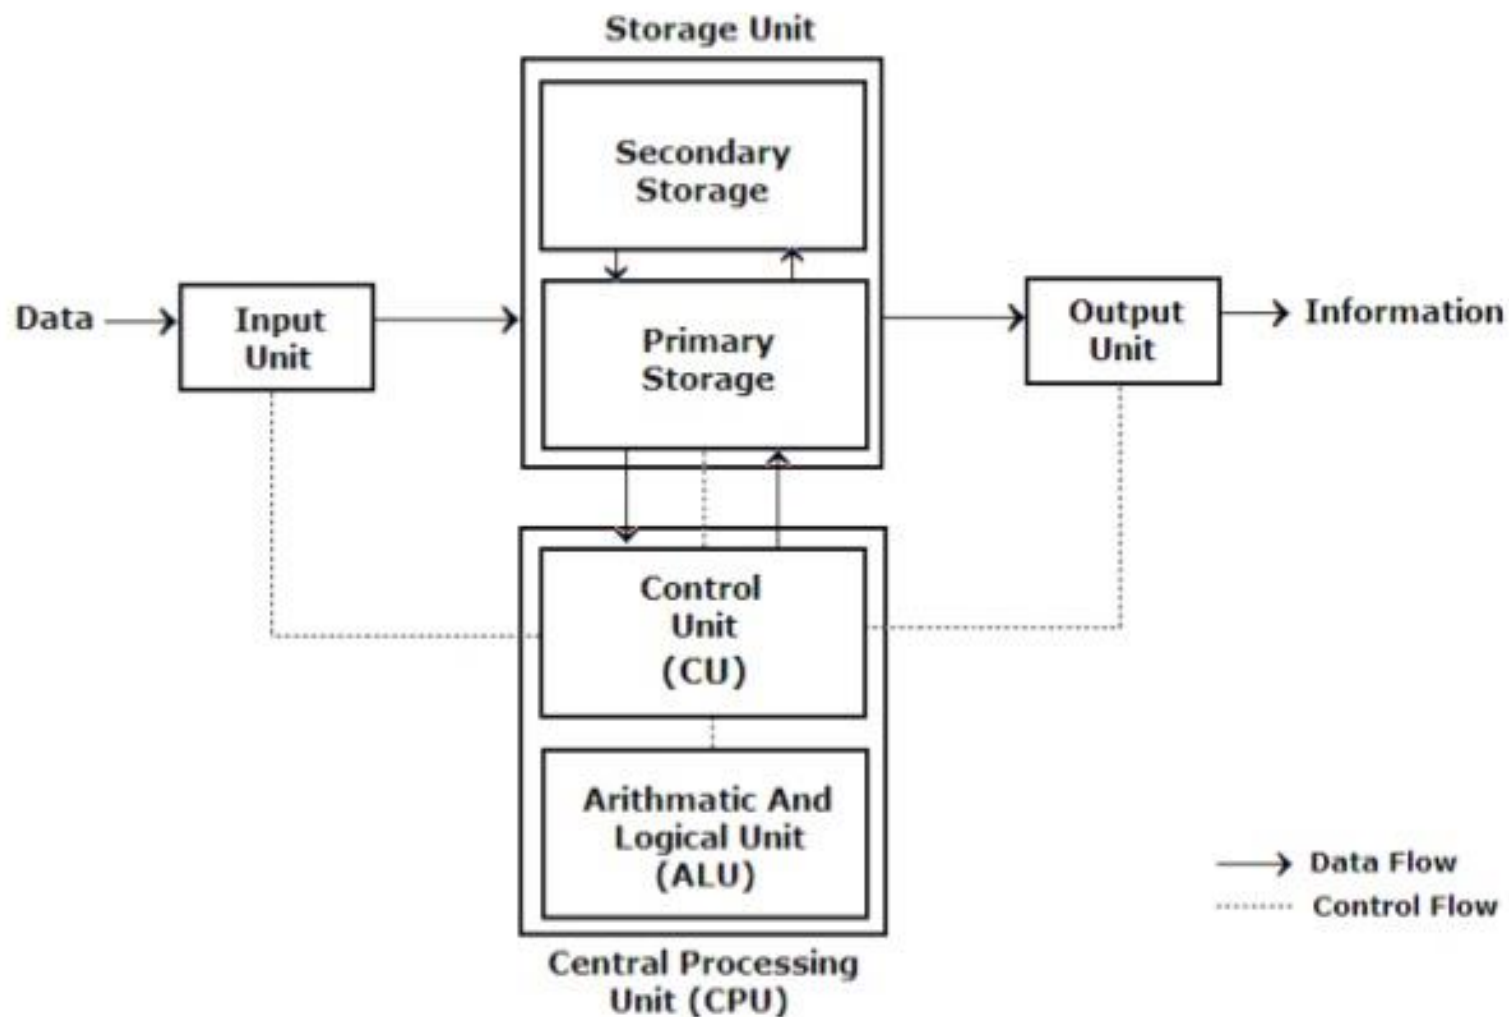 Storage Unit
Secondary
Storage
Data
Input
Unit
Primary
Storage
Output
Unit
Information
Control
Unit
(CU)
Arithmatic And
Logical Unit
(ALU)
Data Flow
Control Flow
Central Processing
Unit (CPU)